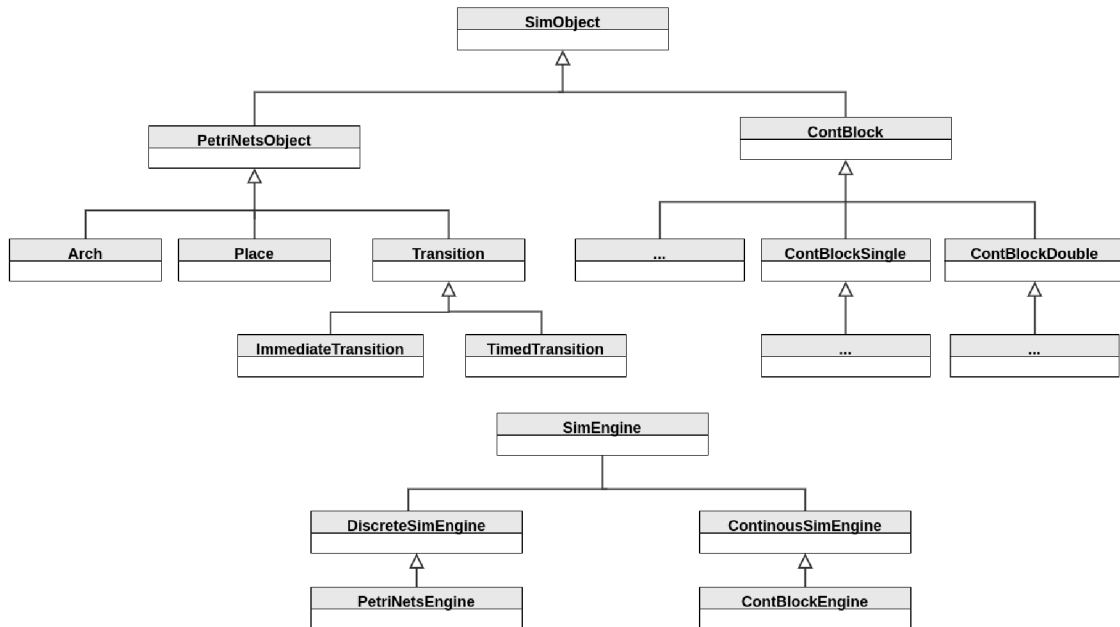 SimObject
PetriNetsObject
ContBlock
Arch
Place
Transition
...
ContBlockSingle
ContBlockDouble
ImmediateTransition
TimedTransition
...
...
SimEngine
DiscreteSimEngine
ContinousSimEngine
PetriNetsEngine
ContBlockEngine